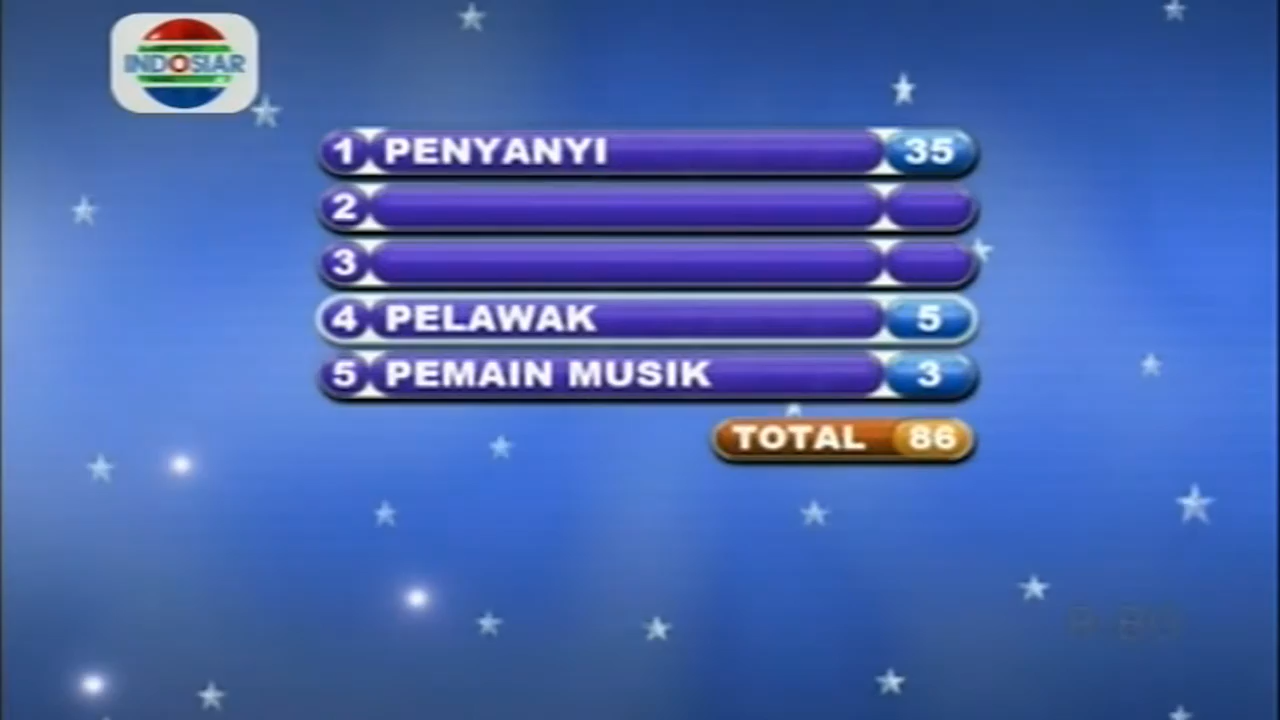 INDOSIAR
1 PENYANYI 35
2
3
4 PELAWAK 5
5 PEMAIN MUSIK 3
TOTAL 86